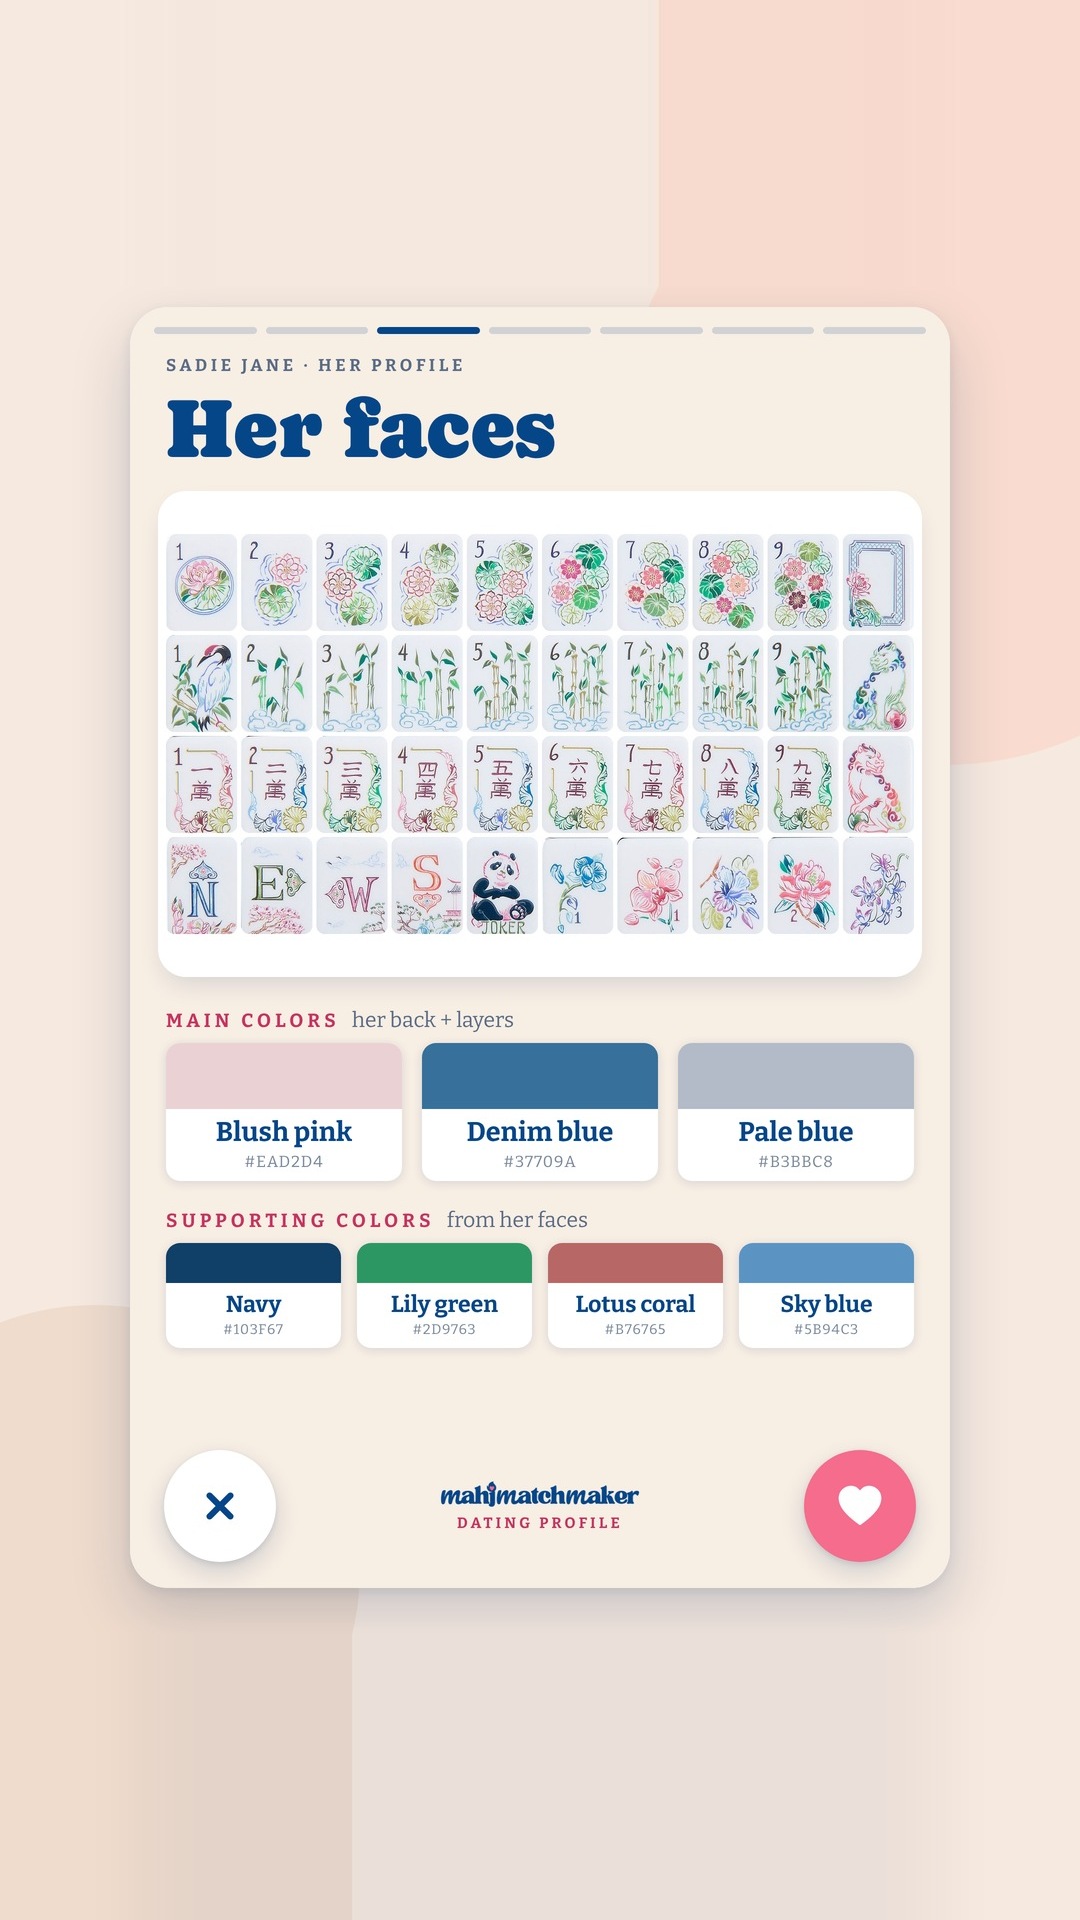 SADIE JANE · HER PROFILE
Her faces
1 2 3 4 5 6 7 8 9
1 2 3 4 5 6 7 8 9
1 2 3 4 5 6 7 8 9
一萬 二萬 三萬 四萬 五萬 六萬 七萬 八萬 九萬
N E W S JOKER 1 1 2 2 3
MAIN COLORS her back + layers
Blush pink Denim blue Pale blue
#EAD2D4 #37709A #B3BBC8
SUPPORTING COLORS from her faces
Navy Lily green Lotus coral Sky blue
#103F67 #2D9763 #B76765 #5B94C3
mahjmatchmaker
DATING PROFILE